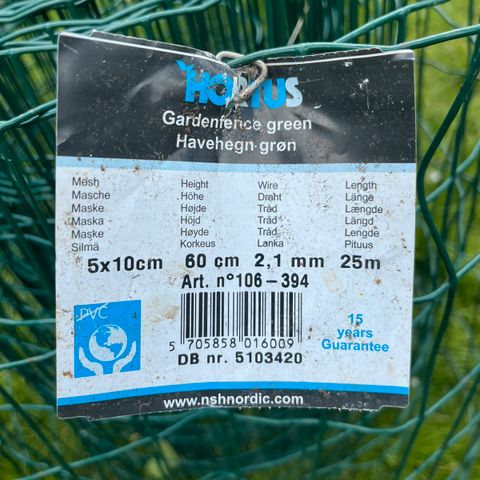 HORTUS
Gardenfence green
Havehegn grøn
Mesh Height Wire Length
Masche Höhe Draht Länge
Maske Højde Tråd Længde
Maska Höjd Tråd Längd
Maske Høyde Tråd Lengde
Silmä Korkeus Lanka Pituus
5x10cm 60 cm 2,1 mm 25m
Art. n°106-394
PVC
15
years
Guarantee
5 705858 016009
DB nr. 5103420
www.nshnordic.com